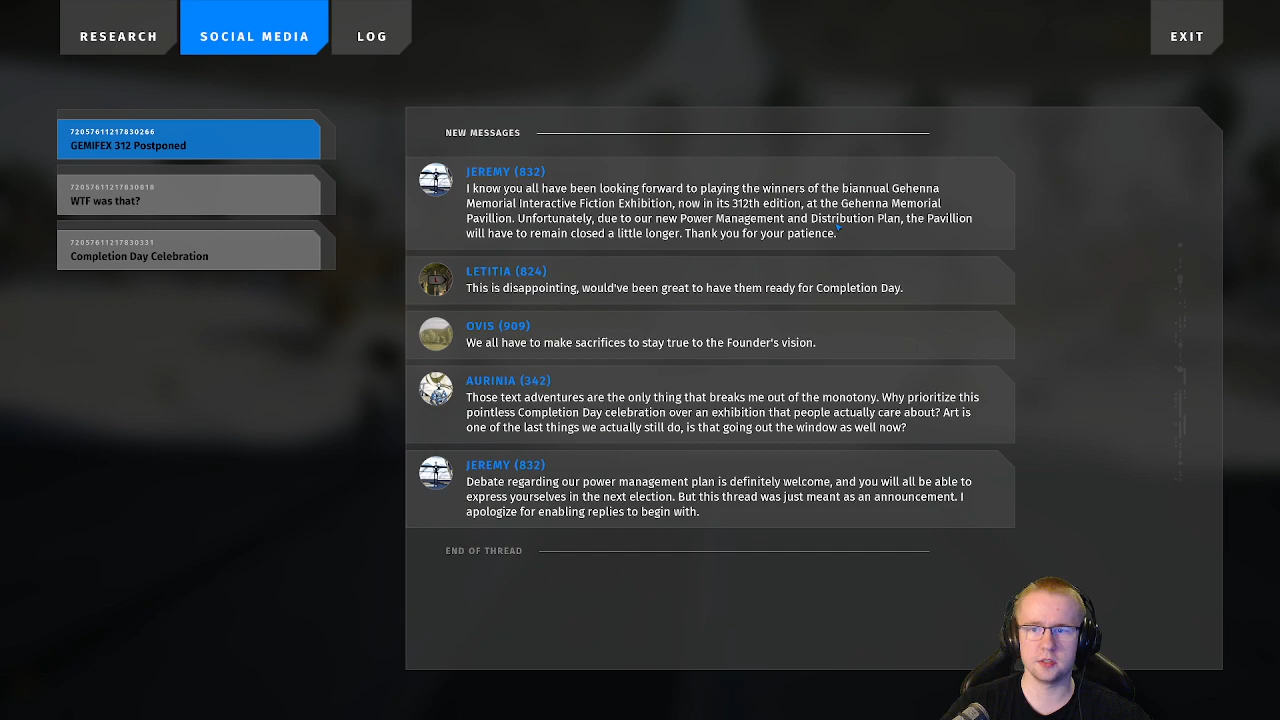 RESEARCH
SOCIAL MEDIA
LOG
EXIT
72057611217830266
GEMIFEX 312 Postponed
72057611217830818
WTF was that?
72057611217830331
Completion Day Celebration
NEW MESSAGES
JEREMY (832)
I know you all have been looking forward to playing the winners of the biannual Gehenna
Memorial Interactive Fiction Exhibition, now in its 312th edition, at the Gehenna Memorial
Pavillion. Unfortunately, due to our new Power Management and Distribution Plan, the Pavillion
will have to remain closed a little longer. Thank you for your patience.
LETITIA (824)
This is disappointing, would've been great to have them ready for Completion Day.
OVIS (909)
We all have to make sacrifices to stay true to the Founder's vision.
AURINIA (342)
Those text adventures are the only thing that breaks me out of the monotony. Why prioritize this
pointless Completion Day celebration over an exhibition that people actually care about? Art is
one of the last things we actually still do, is that going out the window as well now?
JEREMY (832)
Debate regarding our power management plan is definitely welcome, and you will all be able to
express yourselves in the next election. But this thread was just meant as an announcement. I
apologize for enabling replies to begin with.
END OF THREAD